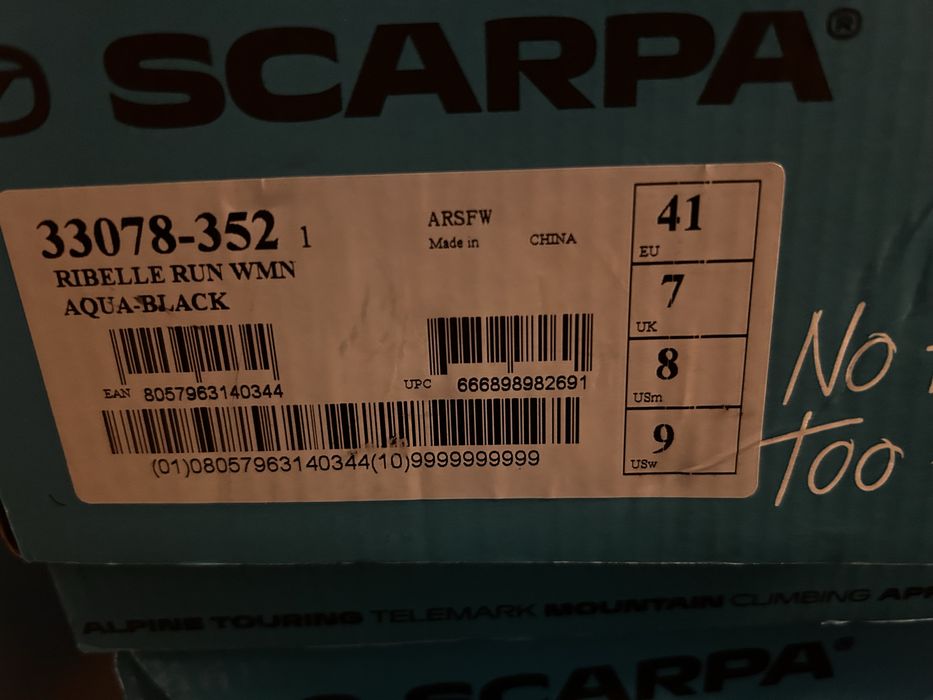 SCARPA®
33078-352 1
RIBELLE RUN WMN
AQUA-BLACK
ARSFW
Made in CHINA
EAN 8057963140344
UPC 666898982691
(01)08057963140344(10)9999999999
41
EU
7
UK
8
USm
9
USw
NO
TOO
ALPINE TOURING TELEMARK MOUNTAIN CLIMBING
SCARPA